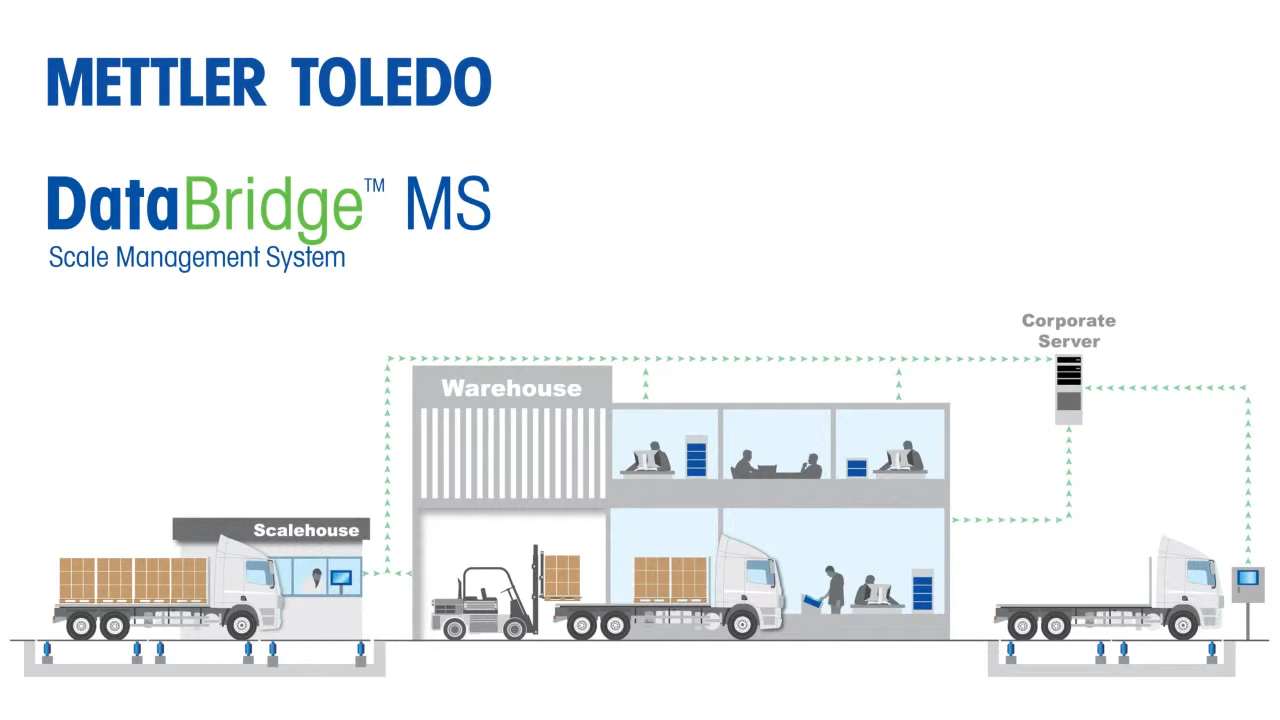 METTLER TOLEDO
DataBridge™ MS
Scale Management System
Corporate
Server
Warehouse
Scalehouse